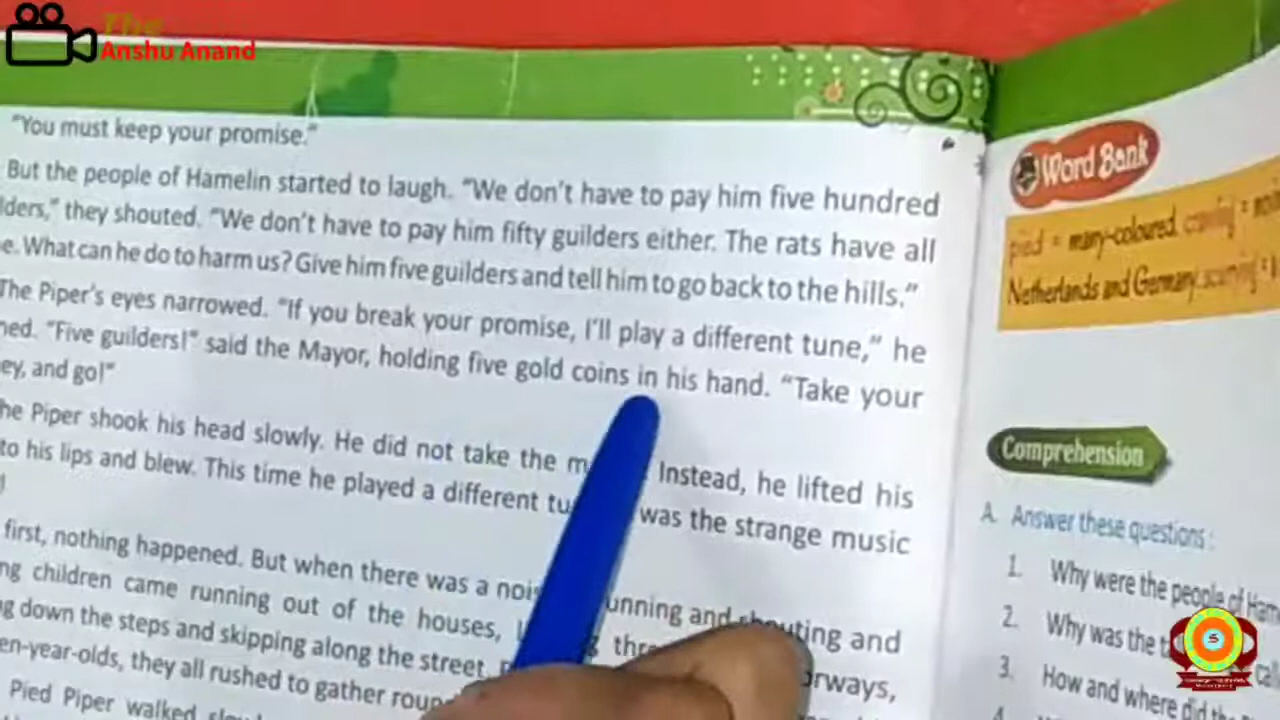 The
Anshu Anand
"You must keep your promise."
But the people of Hamelin started to laugh. "We don't have to pay him five hundred
lders," they shouted. "We don't have to pay him fifty guilders either. The rats have all
e. What can he do to harm us? Give him five guilders and tell him to go back to the hills."
The Piper's eyes narrowed. "If you break your promise, I'll play a different tune," he
ned. "Five guilders!" said the Mayor, holding five gold coins in his hand. "Take your
ey, and go!"
he Piper shook his head slowly. He did not take the m Instead, he lifted his
to his lips and blew. This time he played a different tu was the strange music
first, nothing happened. But when there was a noi unning and shouting and
ng children came running out of the houses, thr orways,
g down the steps and skipping along the street.
en-year-olds, they all rushed to gather roun
Pied Piper walked
Word Bank
pied = many-coloured.
Netherlands and Germany.
Comprehension
A. Answer these questions :
1. Why were the people of Ham
2. Why was the t
3. How and where did the
4.
S